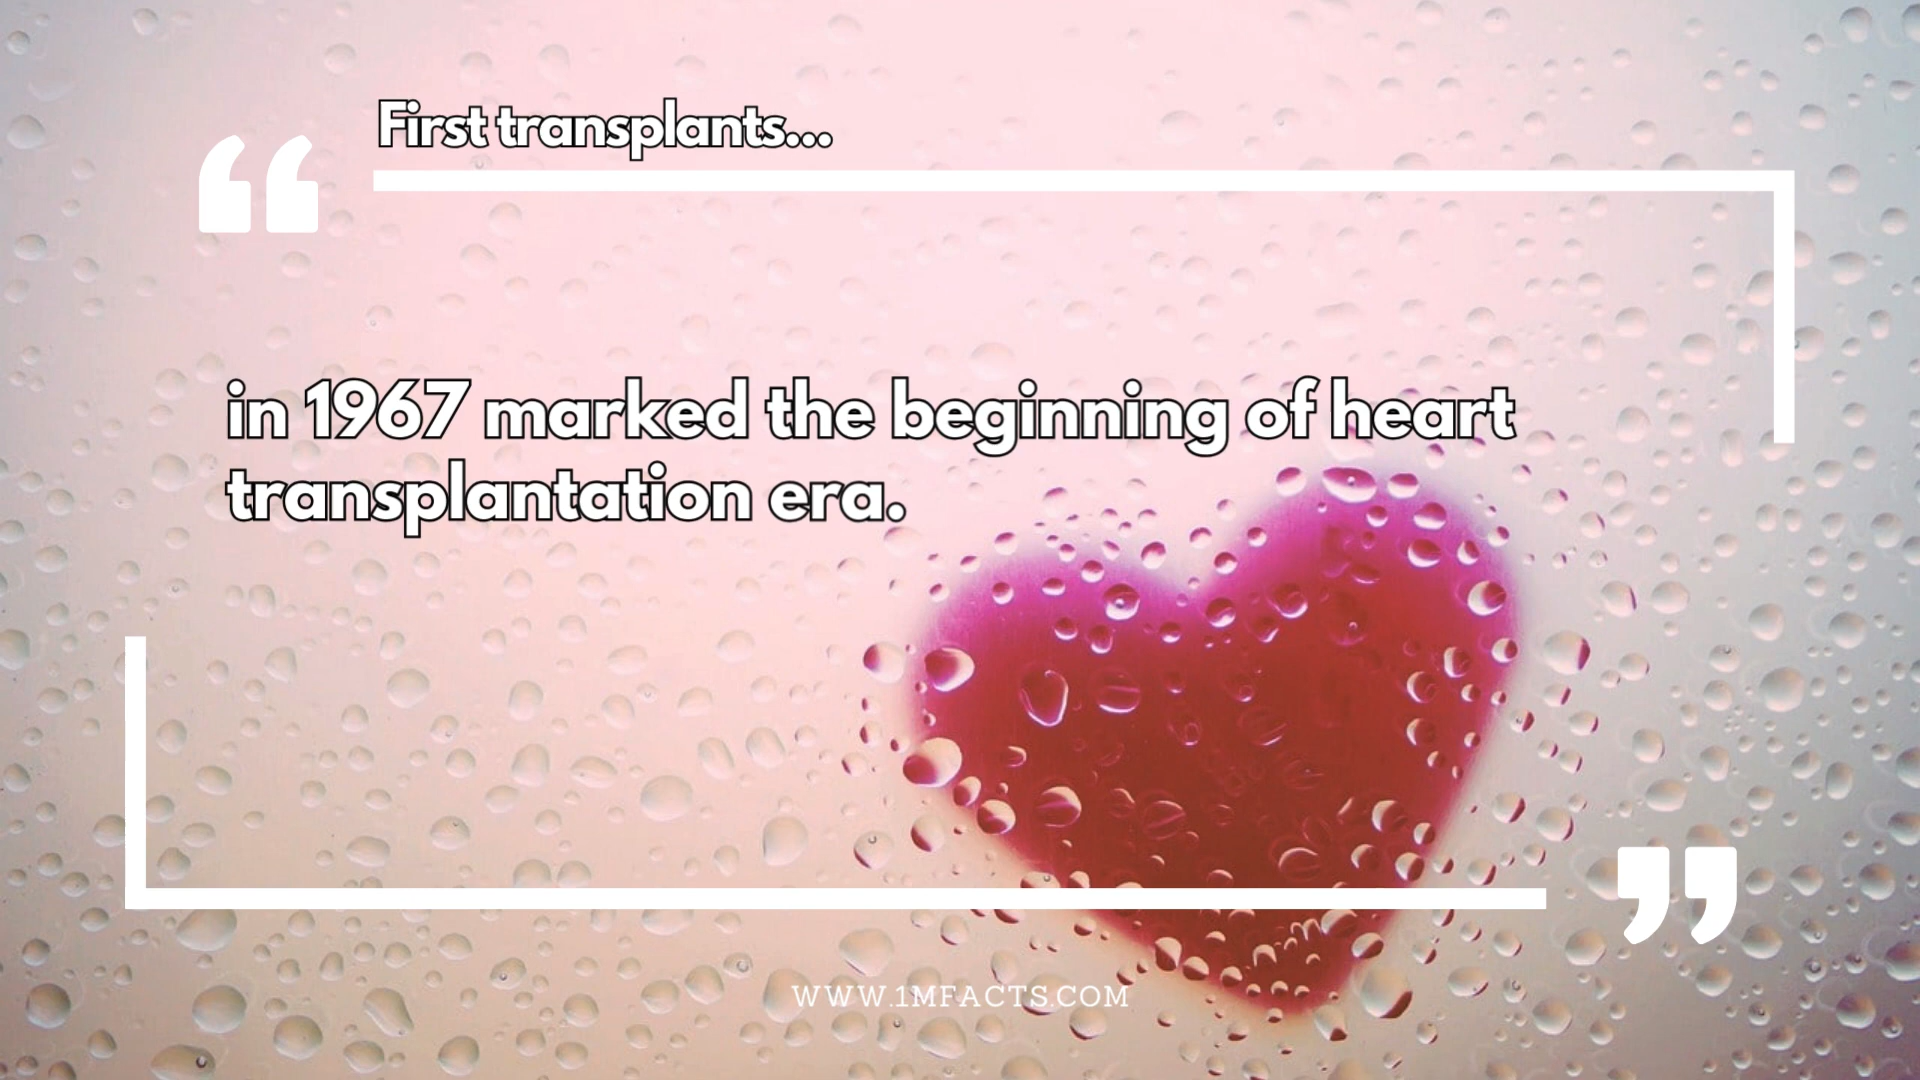 First transplants...
in 1967 marked the beginning of heart
transplantation era.
WWW.1MFACTS.COM